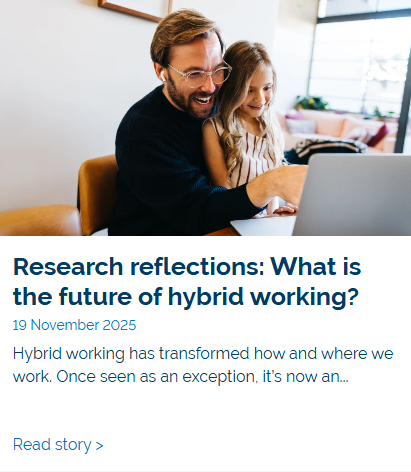 Research reflections: What is
the future of hybrid working?
19 November 2025
Hybrid working has transformed how and where we
work. Once seen as an exception, it's now an...
Read story >